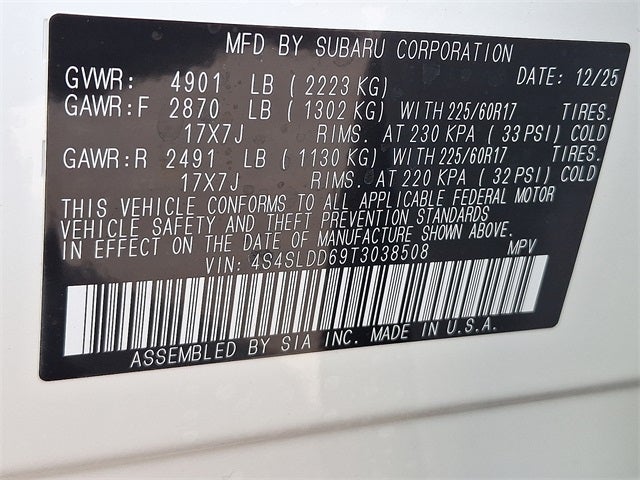 MFD BY SUBARU CORPORATION
GVWR: 4901 LB ( 2223 KG) DATE: 12/25
GAWR:F 2870 LB ( 1302 KG) WITH 225/60R17 TIRES.
17X7J RIMS. AT 230 KPA ( 33 PSI) COLD
GAWR:R 2491 LB ( 1130 KG) WITH 225/60R17 TIRES.
17X7J RIMS. AT 220 KPA ( 32 PSI) COLD
THIS VEHICLE CONFORMS TO ALL APPLICABLE FEDERAL MOTOR
VEHICLE SAFETY AND THEFT PREVENTION STANDARDS
IN EFFECT ON THE DATE OF MANUFACTURE SHOWN ABOVE.
VIN: 4S4SLDD69T3038508 MPV
ASSEMBLED BY SIA INC. MADE IN U.S.A.